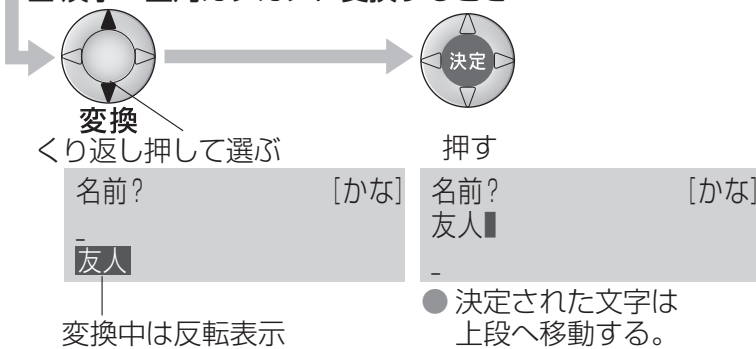 決定
変換
くり返し押して選ぶ
押す
名前? [かな]
_
友人
変換中は反転表示
名前? [かな]
友人
_
● 決定された文字は
上段へ移動する。